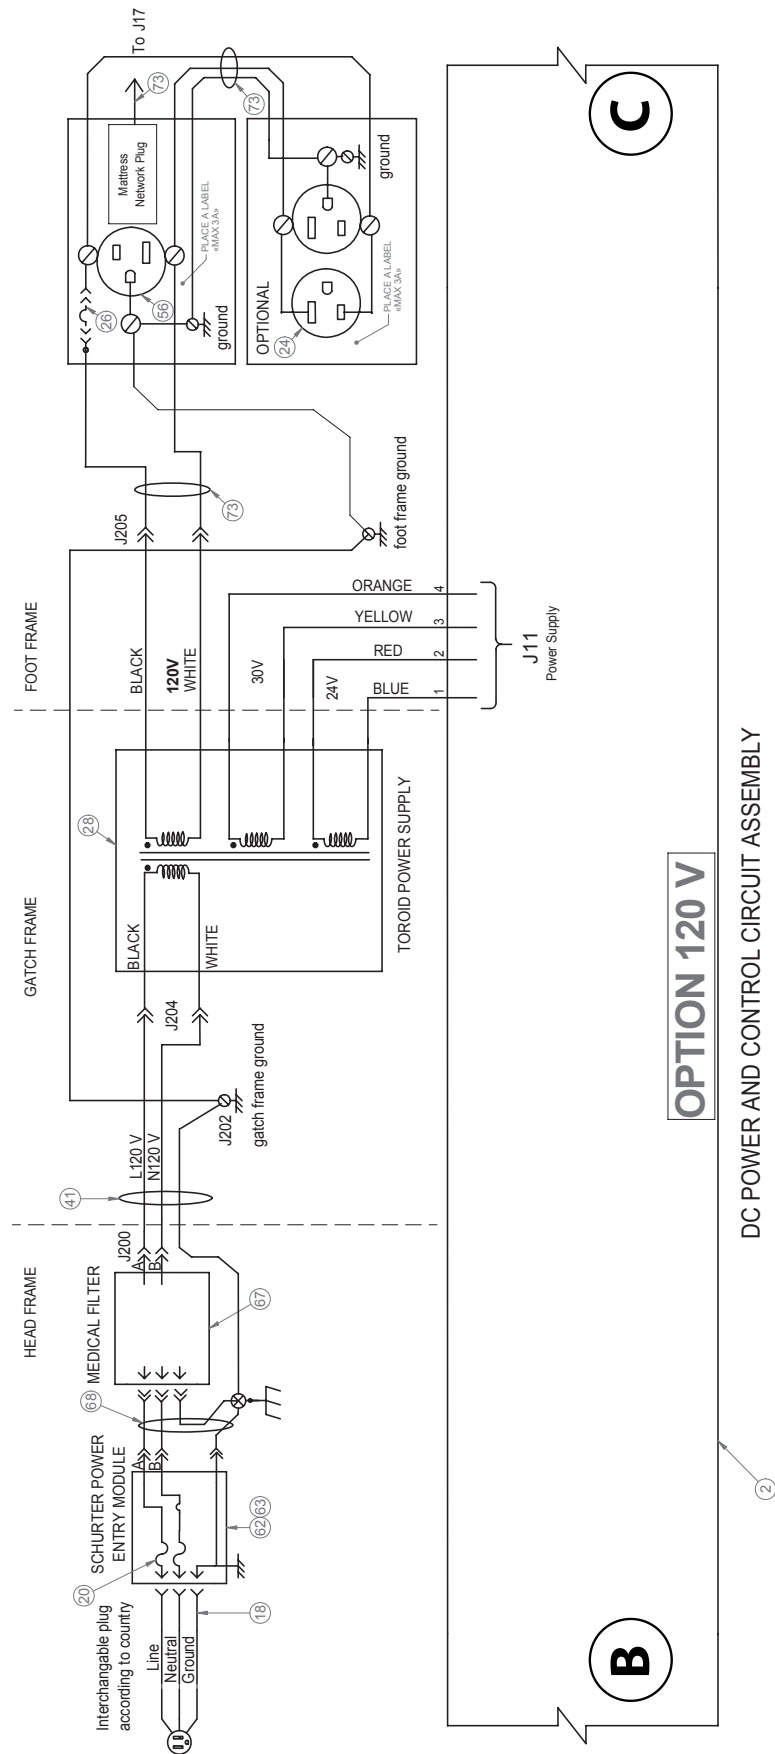 HEAD FRAME
GATCH FRAME
FOOT FRAME
Interchangable plug
according to country
Line
Neutral
Ground
18
SCHURTER POWER
ENTRY MODULE
20
62
63
A
B
68
MEDICAL FILTER
67
J200
A
B
41
L120 V
N120 V
J202
gatch frame ground
J204
BLACK
WHITE
28
TOROID POWER SUPPLY
BLACK
120V
WHITE
30V
24V
ORANGE
YELLOW
RED
BLUE
4
3
2
1
J11
Power Supply
J205
73
foot frame ground
26
56
Mattress
Network Plug
73
To J17
PLACE A LABEL
«MAX 3A»
ground
73
OPTIONAL
24
PLACE A LABEL
«MAX 3A»
ground
B
C
OPTION 120 V
2
DC POWER AND CONTROL CIRCUIT ASSEMBLY